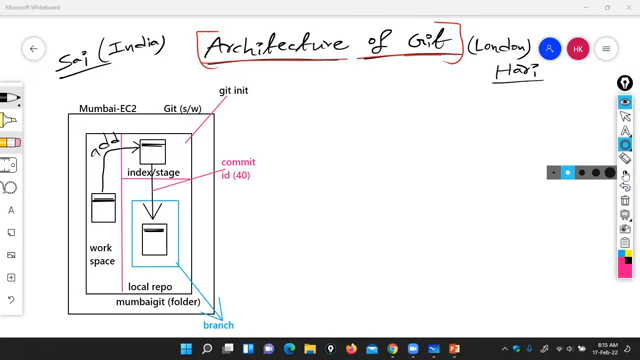 Microsoft Whiteboard
Sai (India)
Architecture of Git
(London)
Hari
HK
git init
Mumbai-EC2 Git (s/w)
add
index/stage
commit
id (40)
work
space
local repo
mumbaigit (folder)
branch
8:15 AM
17-Feb-22